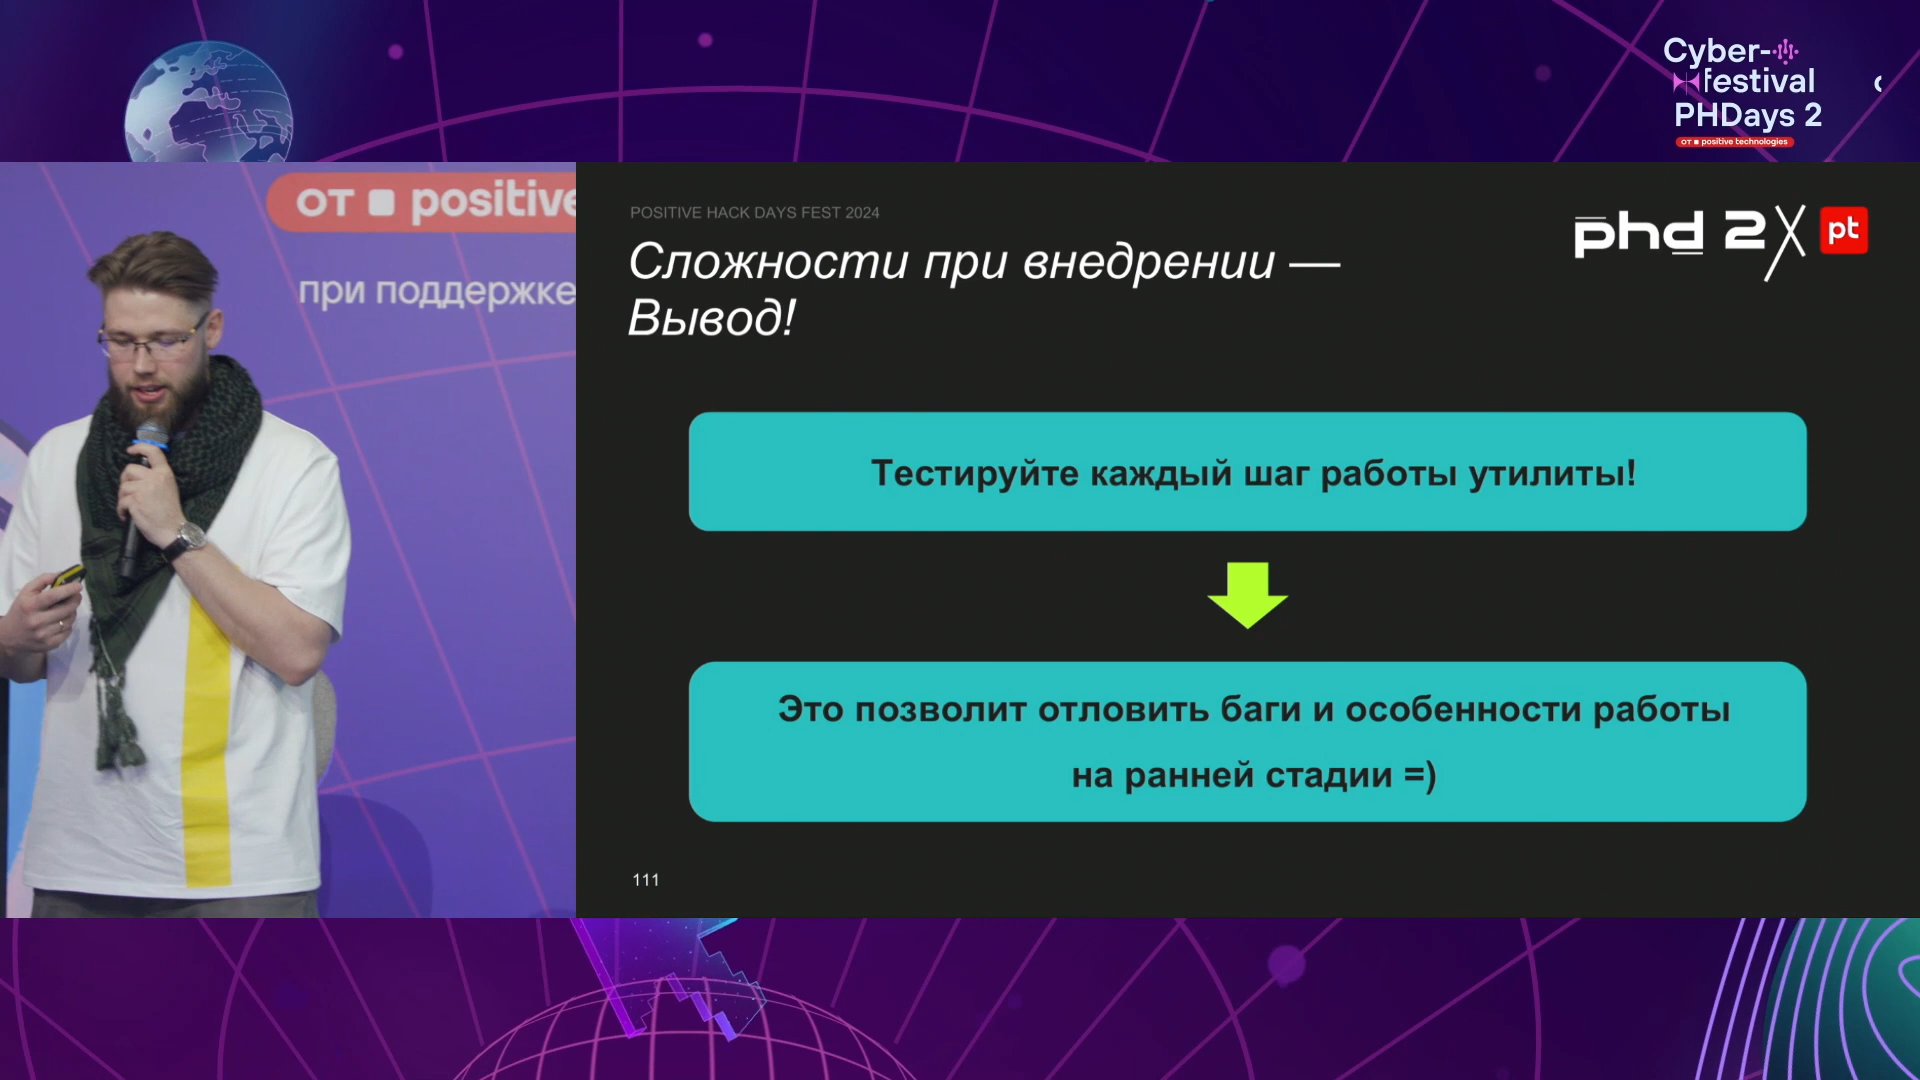 Cyber-
festival
PHDays 2
от positive technologies
от positive
при поддержке
POSITIVE HACK DAYS FEST 2024
phd 2
pt
Сложности при внедрении —
Вывод!
Тестируйте каждый шаг работы утилиты!
Это позволит отловить баги и особенности работы
на ранней стадии =)
111